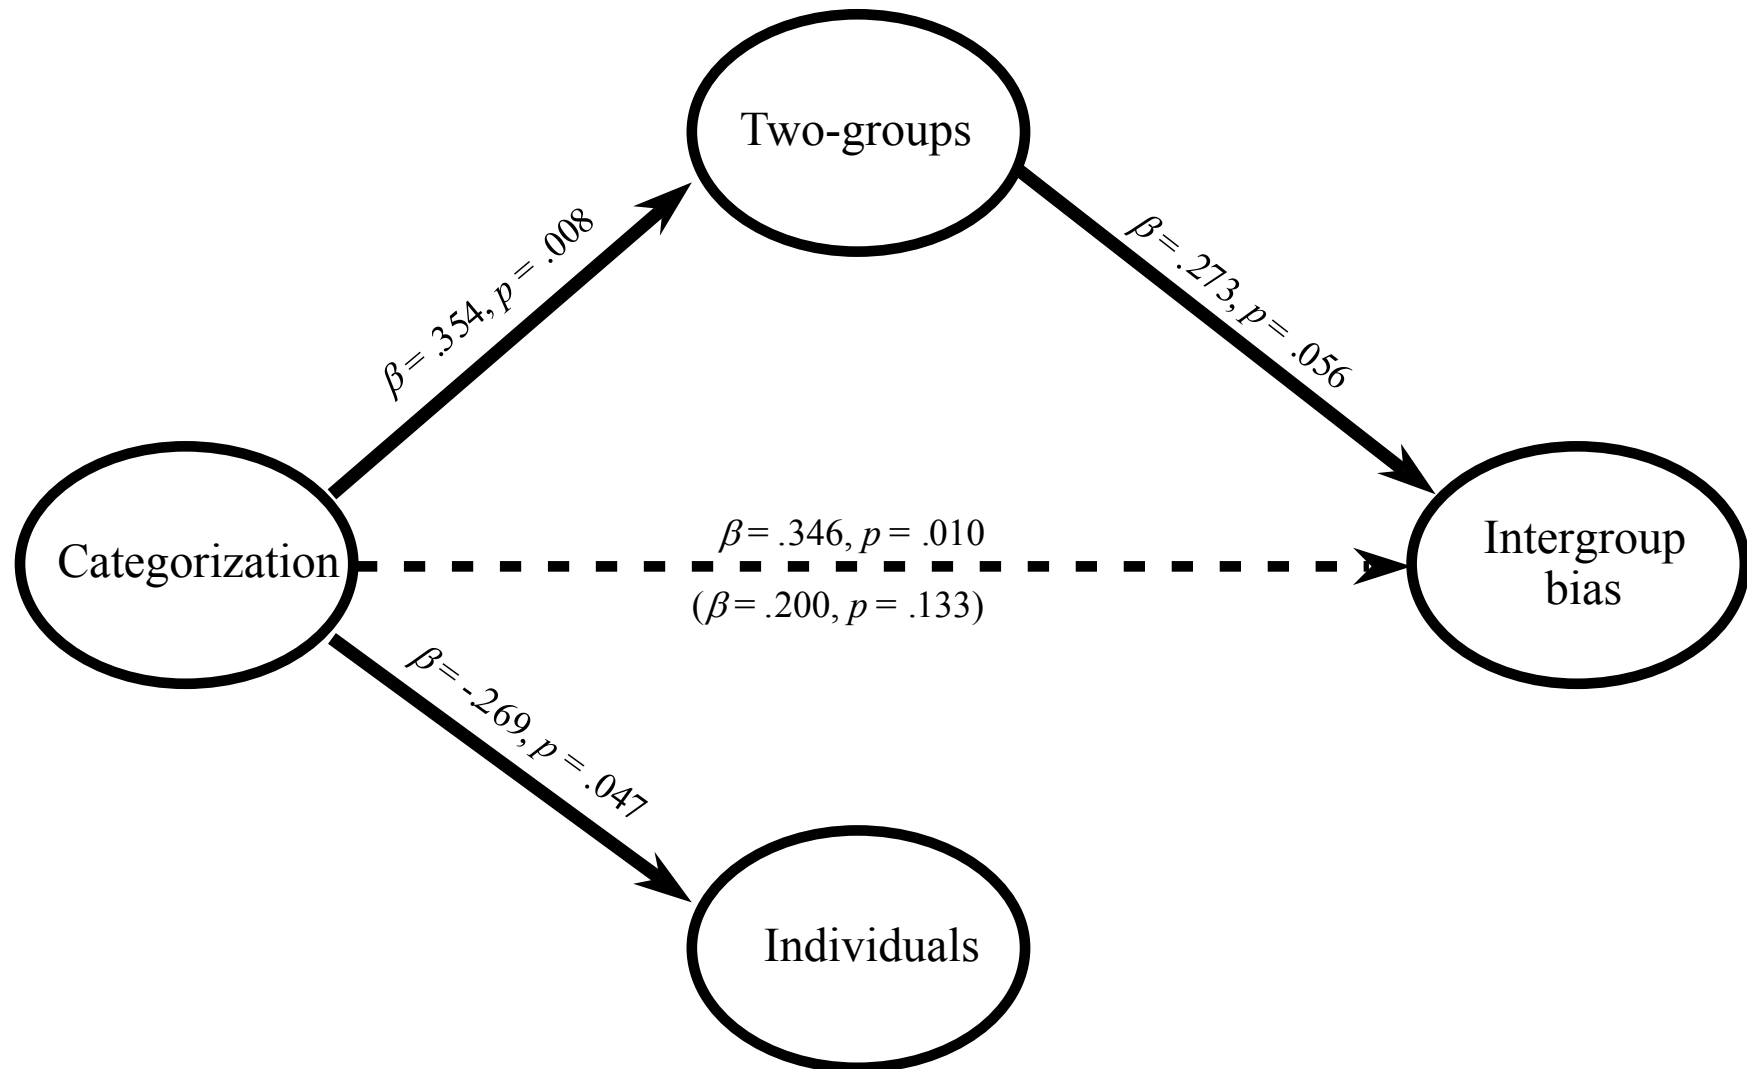 Two-groups
β = .354, p = .008
β = .273, p = .056
Categorization
β = .346, p = .010
(β = .200, p = .133)
Intergroup
bias
β = -.269, p = .047
Individuals